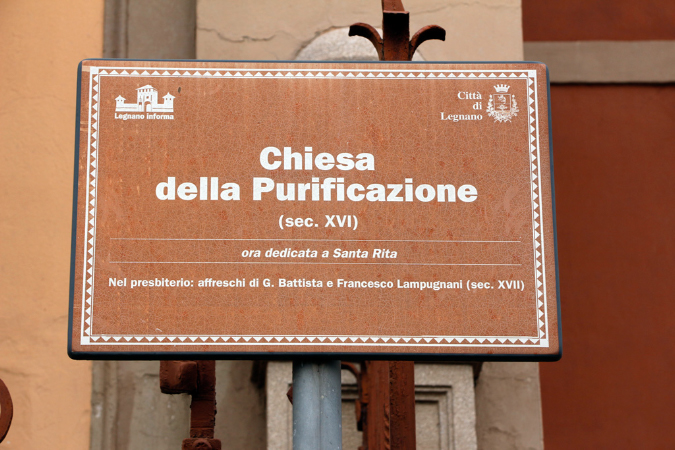 Legnano informa
Città
di
Legnano
Chiesa
della Purificazione
(sec. XVI)
ora dedicata a Santa Rita
Nel presbiterio: affreschi di G. Battista e Francesco Lampugnani (sec. XVII)